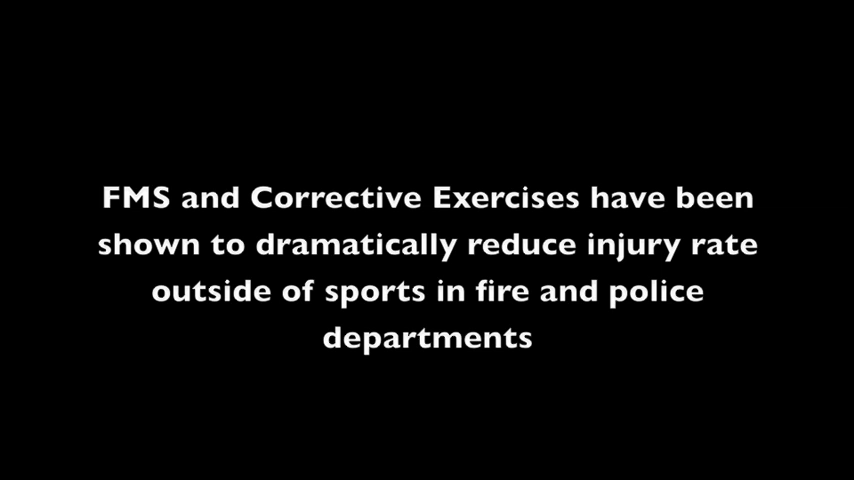 FMS and Corrective Exercises have been
shown to dramatically reduce injury rate
outside of sports in fire and police
departments